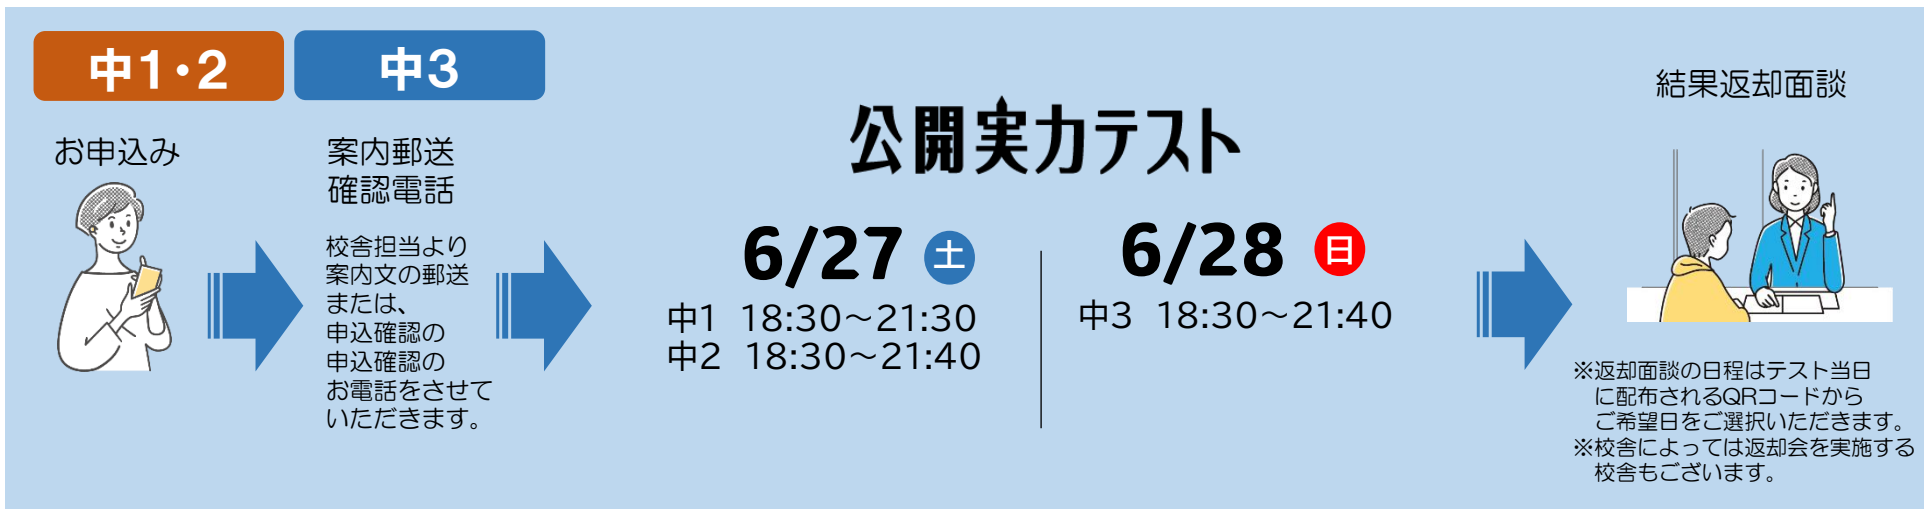 中1・2
中3
お申込み
案内郵送
確認電話
校舎担当より
案内文の郵送
または、
申込確認の
申込確認の
お電話をさせて
いただきます。
公開実力テスト
6/27 土
中1 18:30～21:30
中2 18:30～21:40
6/28 日
中3 18:30～21:40
結果返却面談
※返却面談の日程はテスト当日
に配布されるQRコードから
ご希望日をご選択いただきます。
※校舎によっては返却会を実施する
校舎もございます。